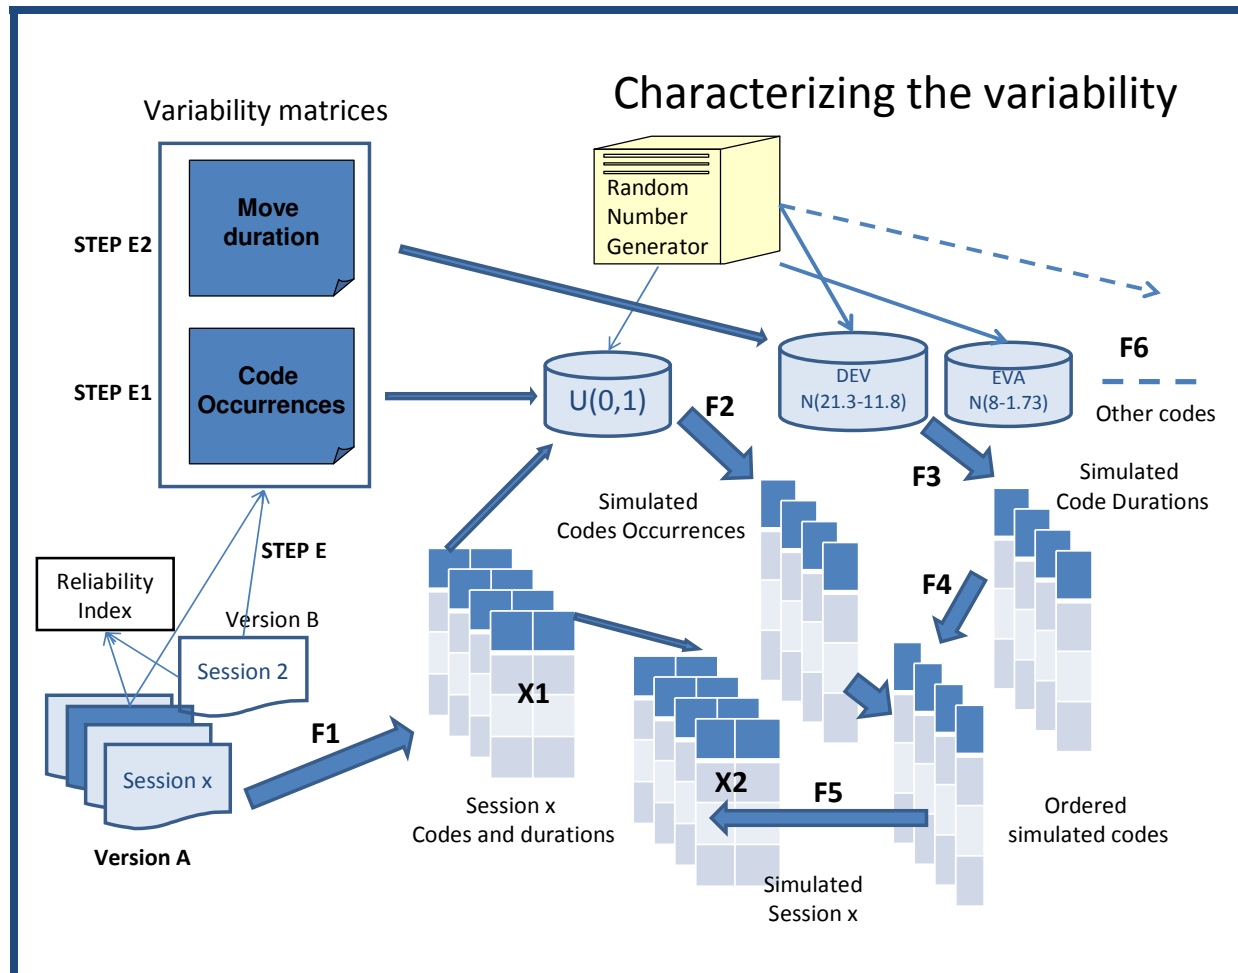 Characterizing the variability
Variability matrices
Random
Number
Generator
Move
duration
STEP E2
Code
Occurrences
STEP E1
U(0,1)
DEV
N(21.3-11.8)
EVA
N(8-1.73)
F6
Other codes
F2
F3
Simulated
Code Durations
Simulated
Codes Occurrences
STEP E
Reliability
Index
Version B
Session 2
F4
X1
F1
Session x
Version A
Session x
Codes and durations
X2
F5
Ordered
simulated codes
Simulated
Session x